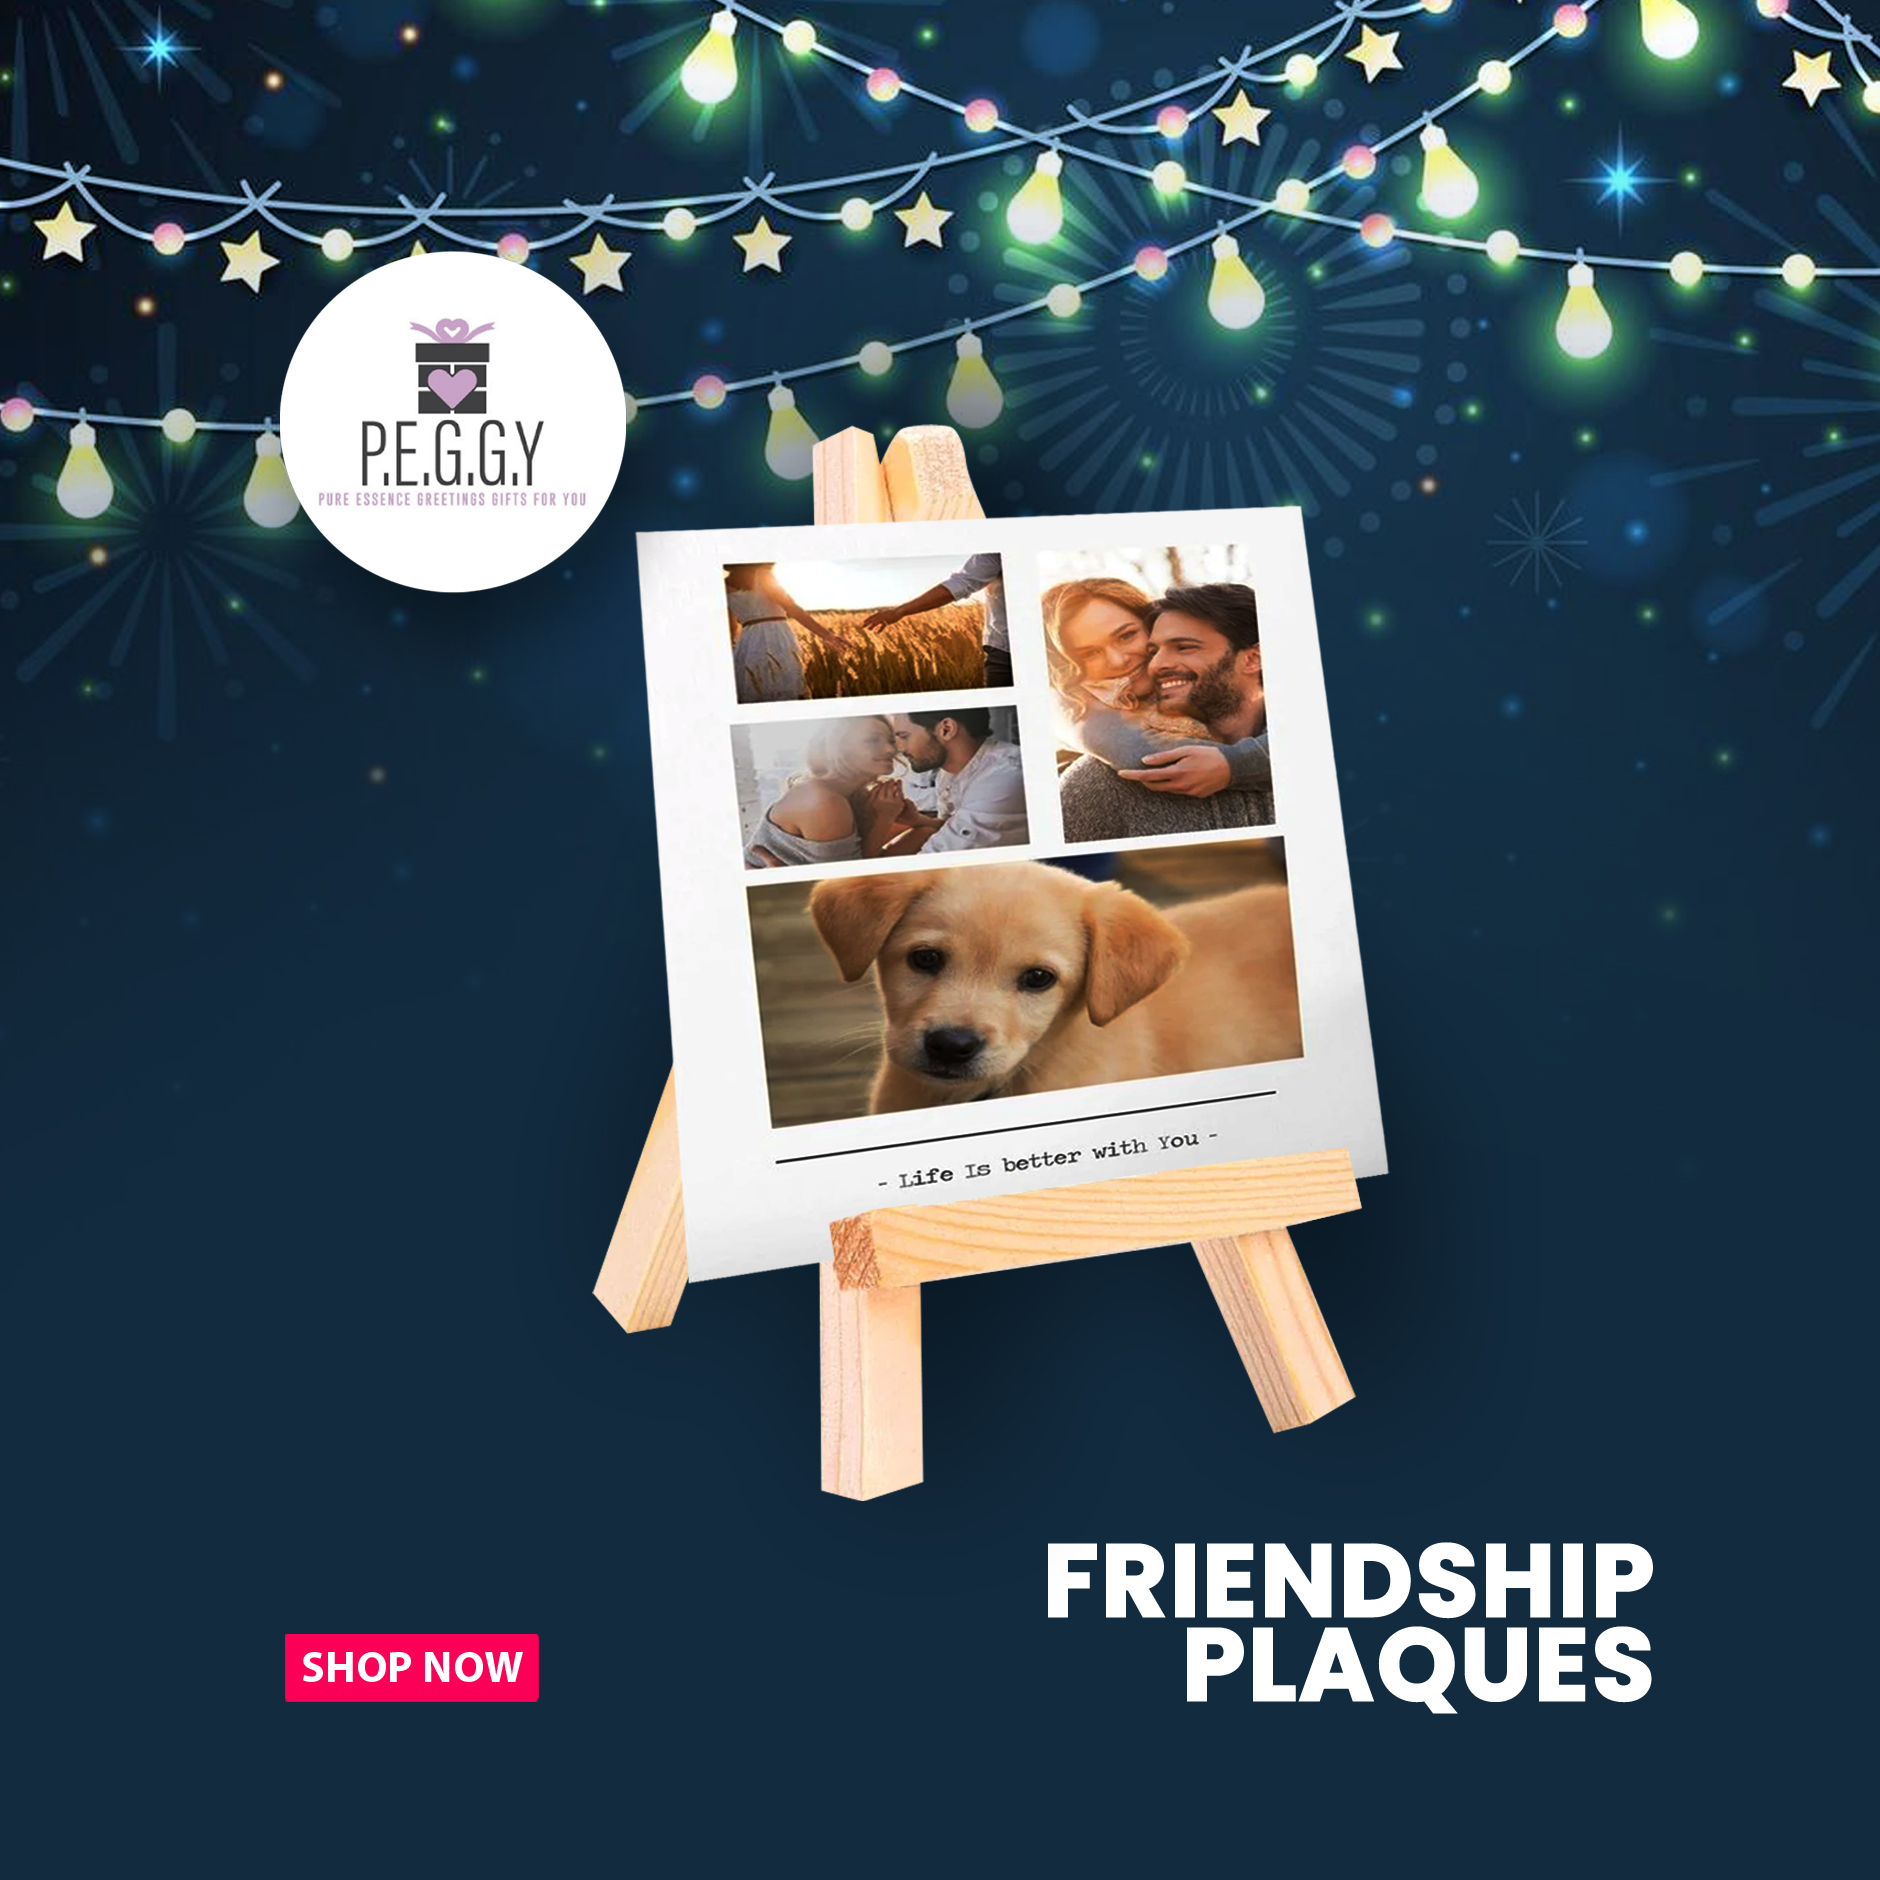 P.E.G.G.Y
PURE ESSENCE GREETINGS GIFTS FOR YOU
- Life Is better with You -
FRIENDSHIP
PLAQUES
SHOP NOW